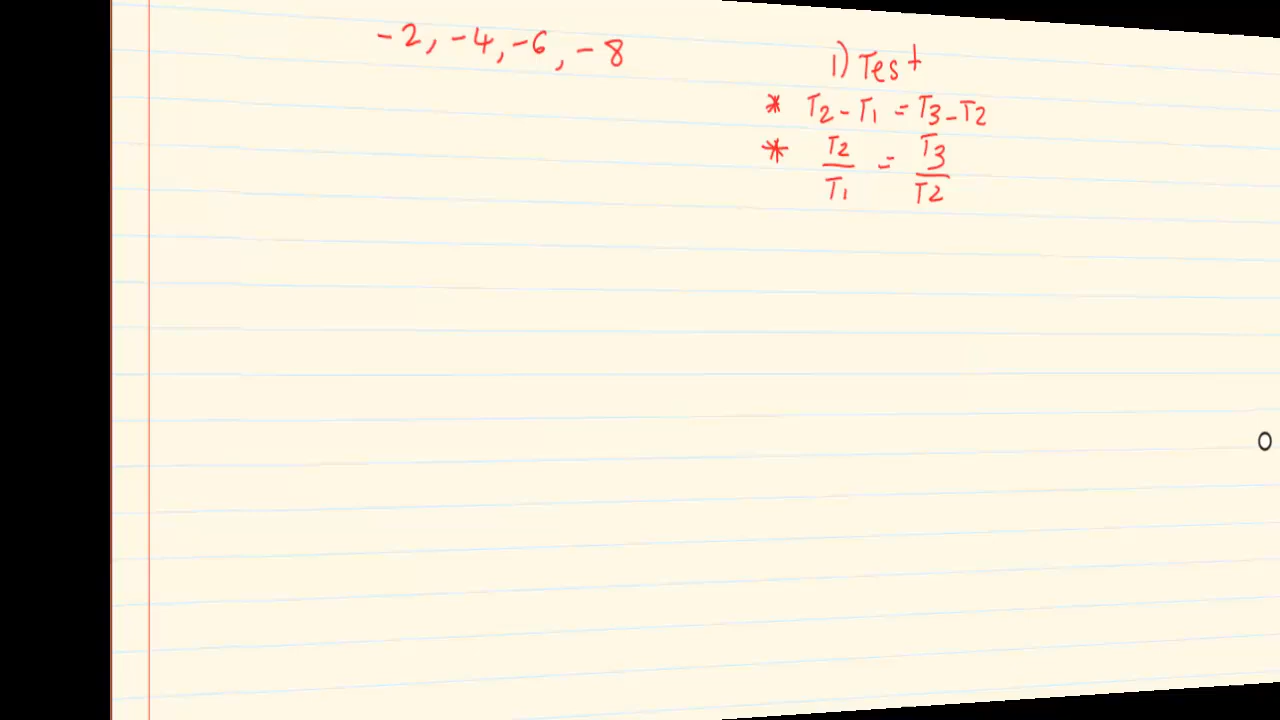 -2, -4, -6, -8
1) Test
* T2 - T1 = T3 - T2
* T2/T1 = T3/T2